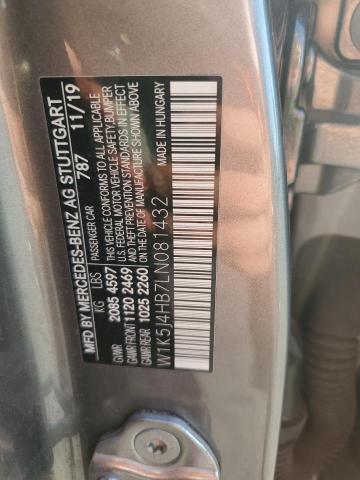 MFD BY MERCEDES-BENZ AG STUTTGART
PASSENGER CAR 787 11/19
KG LBS
GVWR 2085 4597
GAWR FRONT 1120 2469
GAWR REAR 1025 2260
THIS VEHICLE CONFORMS TO ALL APPLICABLE
U.S. FEDERAL MOTOR VEHICLE SAFETY, BUMPER
AND THEFT PREVENTION STANDARDS IN EFFECT
ON THE DATE OF MANUFACTURE SHOWN ABOVE
MADE IN HUNGARY
W1K5J4HB7LN081432